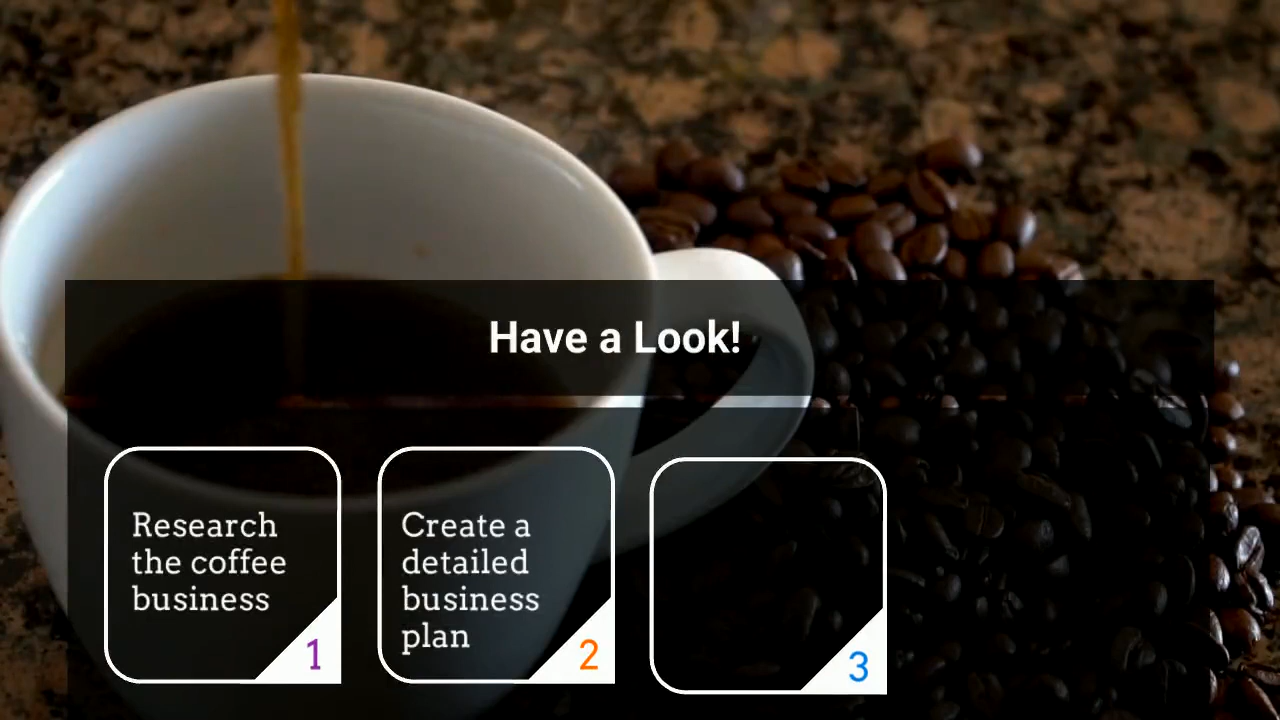 Have a Look!
Research
the coffee
business
1
Create a
detailed
business
plan
2
3